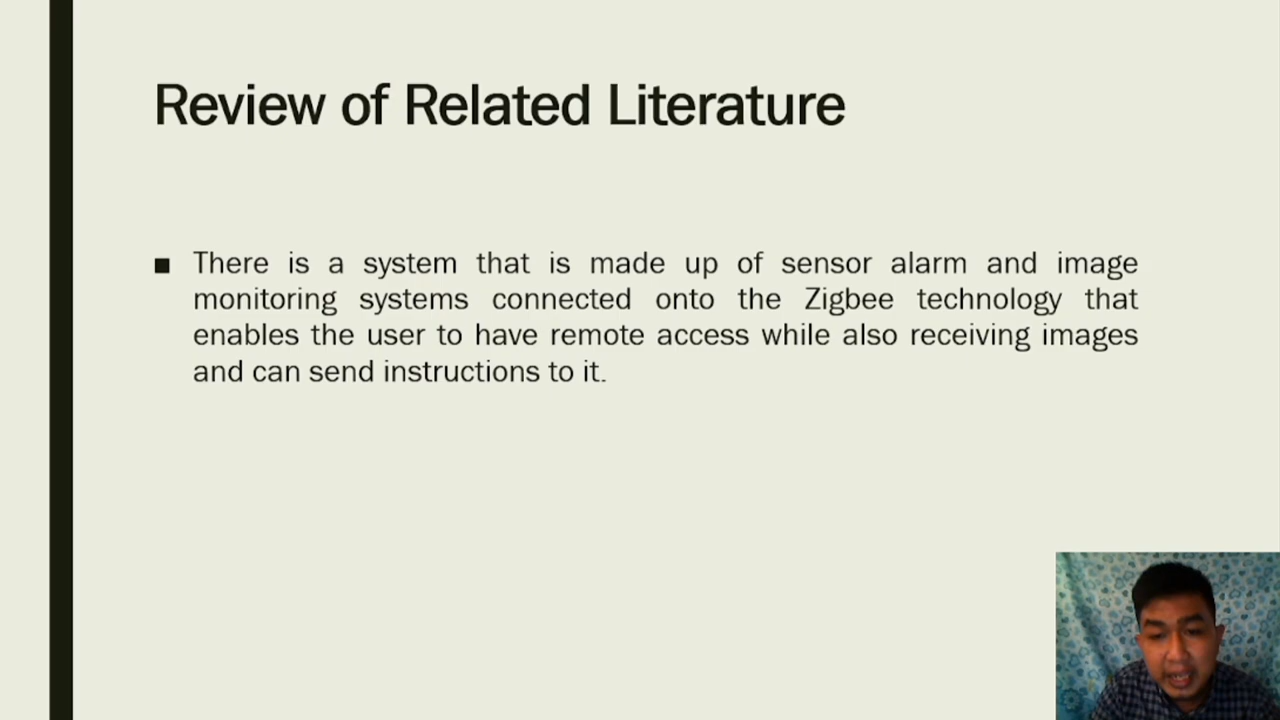 Review of Related Literature
There is a system that is made up of sensor alarm and image
monitoring systems connected onto the Zigbee technology that
enables the user to have remote access while also receiving images
and can send instructions to it.